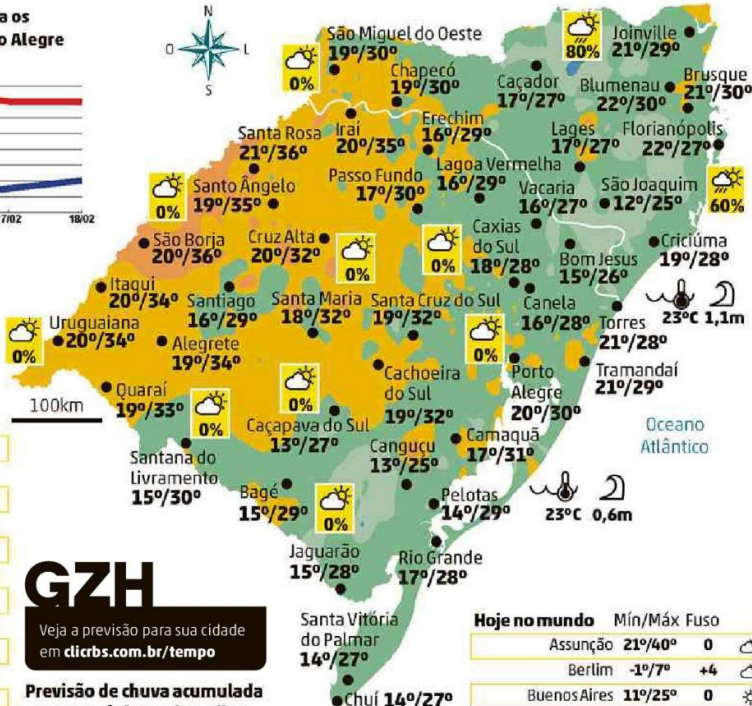 a os
o Alegre
7/02 18/02
N
O L
S
0%
São Miguel do Oeste
19º/30º
Chapecó
19º/30º
80%
Joinville
21º/29º
Caçador
17º/27º
Blumenau
22º/30º
Brusque
21º/30º
Santa Rosa
21º/36º
Iraí
20º/35º
Erechim
16º/29º
Lages
17º/27º
Florianópolis
22º/27º
0%
Santo Ângelo
19º/35º
Passo Fundo
17º/30º
Lagoa Vermelha
16º/29º
Vacaria
16º/27º
São Joaquim
12º/25º
60%
São Borja
20º/36º
Cruz Alta
20º/32º
0%
0%
Caxias
do Sul
18º/28º
Bom Jesus
15º/26º
Criciúma
19º/28º
Itaqui
20º/34º
Santiago
16º/29º
Santa Maria
18º/32º
Santa Cruz do Sul
19º/32º
Canela
16º/28º
23ºC 1,1m
Torres
21º/28º
0%
Uruguaiana
20º/34º
Alegrete
19º/34º
0%
Porto
Alegre
20º/30º
Tramandaí
21º/29º
Quaraí
19º/33º
100km
0%
0%
Cachoeira
do Sul
19º/32º
Caçapava do Sul
13º/27º
Oceano
Atlântico
Santana do
Livramento
15º/30º
Canguçu
13º/25º
Camaquã
17º/31º
Bagé
15º/29º
0%
Pelotas
14º/29º
23ºC 0,6m
Jaguarão
15º/28º
Rio Grande
17º/28º
GZH
Veja a previsão para sua cidade
em clicrbs.com.br/tempo
Santa Vitória
do Palmar
14º/27º
Chuí 14º/27º
Previsão de chuva acumulada
Hoje no mundo Mín/Máx Fuso
Assunção 21º/40º 0
Berlim -1º/7º +4
Buenos Aires 11º/25º 0